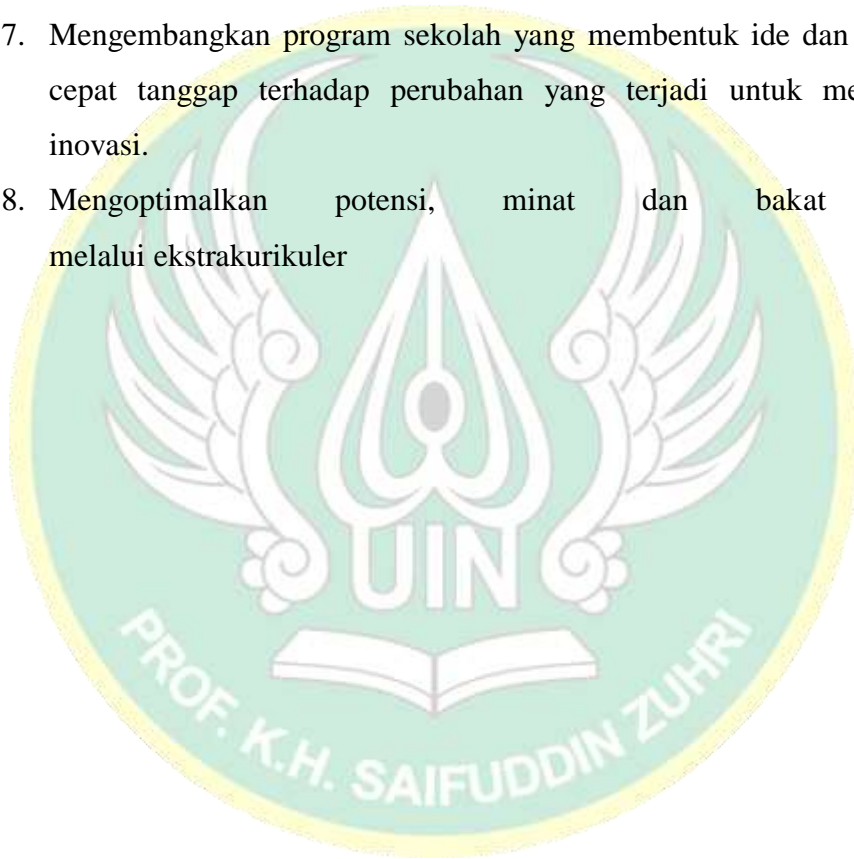 7. Mengembangkan program sekolah yang membentuk ide dan
cepat tanggap terhadap perubahan yang terjadi untuk me
inovasi.
8. Mengoptimalkan potensi, minat dan bakat
melalui ekstrakurikuler
UIN
PROF. K.H. SAIFUDDIN ZUHRI